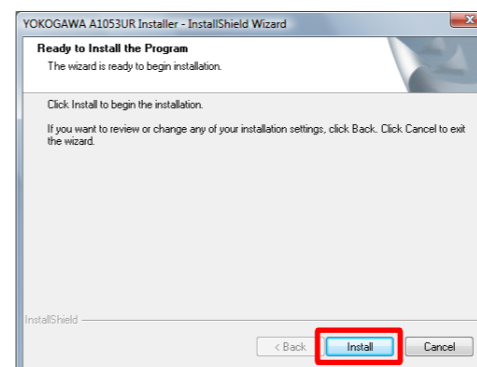 YOKOGAWA A1053UR Installer - InstallShield Wizard
Ready to Install the Program
The wizard is ready to begin installation.
Click Install to begin the installation.
If you want to review or change any of your installation settings, click Back. Click Cancel to exit
the wizard.
InstallShield
< Back Install Cancel